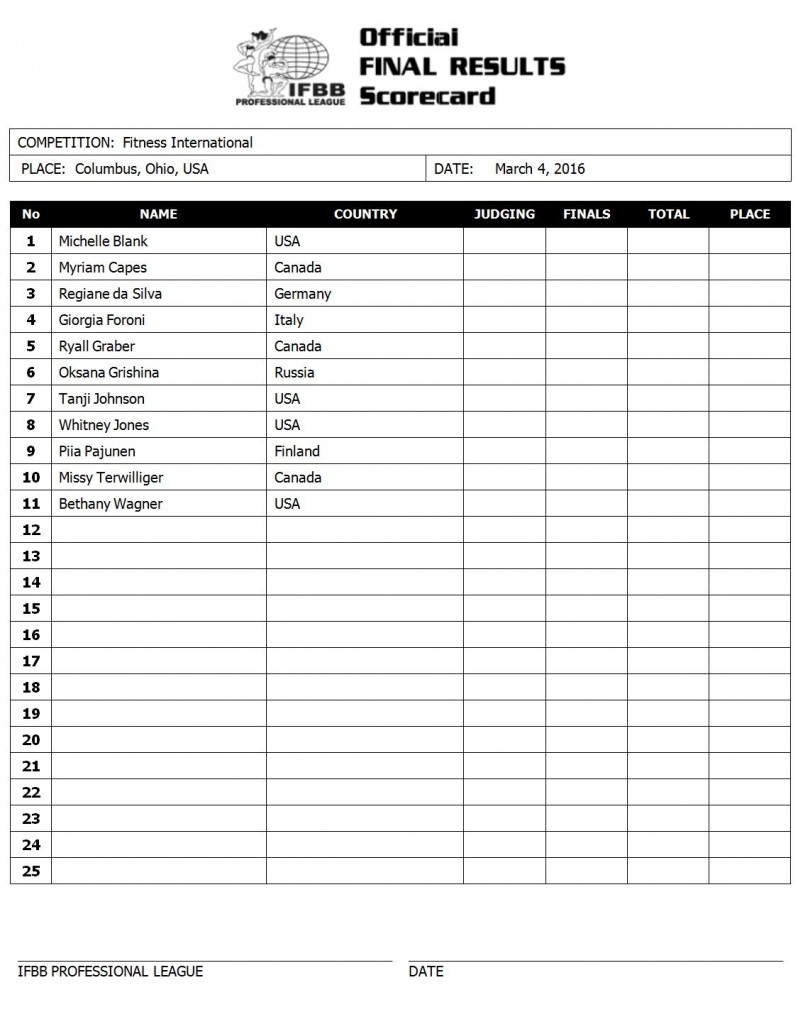 IFBB
PROFESSIONAL LEAGUE
Official
FINAL RESULTS
Scorecard
COMPETITION: Fitness International
PLACE: Columbus, Ohio, USA DATE: March 4, 2016
No NAME COUNTRY JUDGING FINALS TOTAL PLACE
1 Michelle Blank USA
2 Myriam Capes Canada
3 Regiane da Silva Germany
4 Giorgia Foroni Italy
5 Ryall Graber Canada
6 Oksana Grishina Russia
7 Tanji Johnson USA
8 Whitney Jones USA
9 Piia Pajunen Finland
10 Missy Terwilliger Canada
11 Bethany Wagner USA
12
13
14
15
16
17
18
19
20
21
22
23
24
25
IFBB PROFESSIONAL LEAGUE DATE